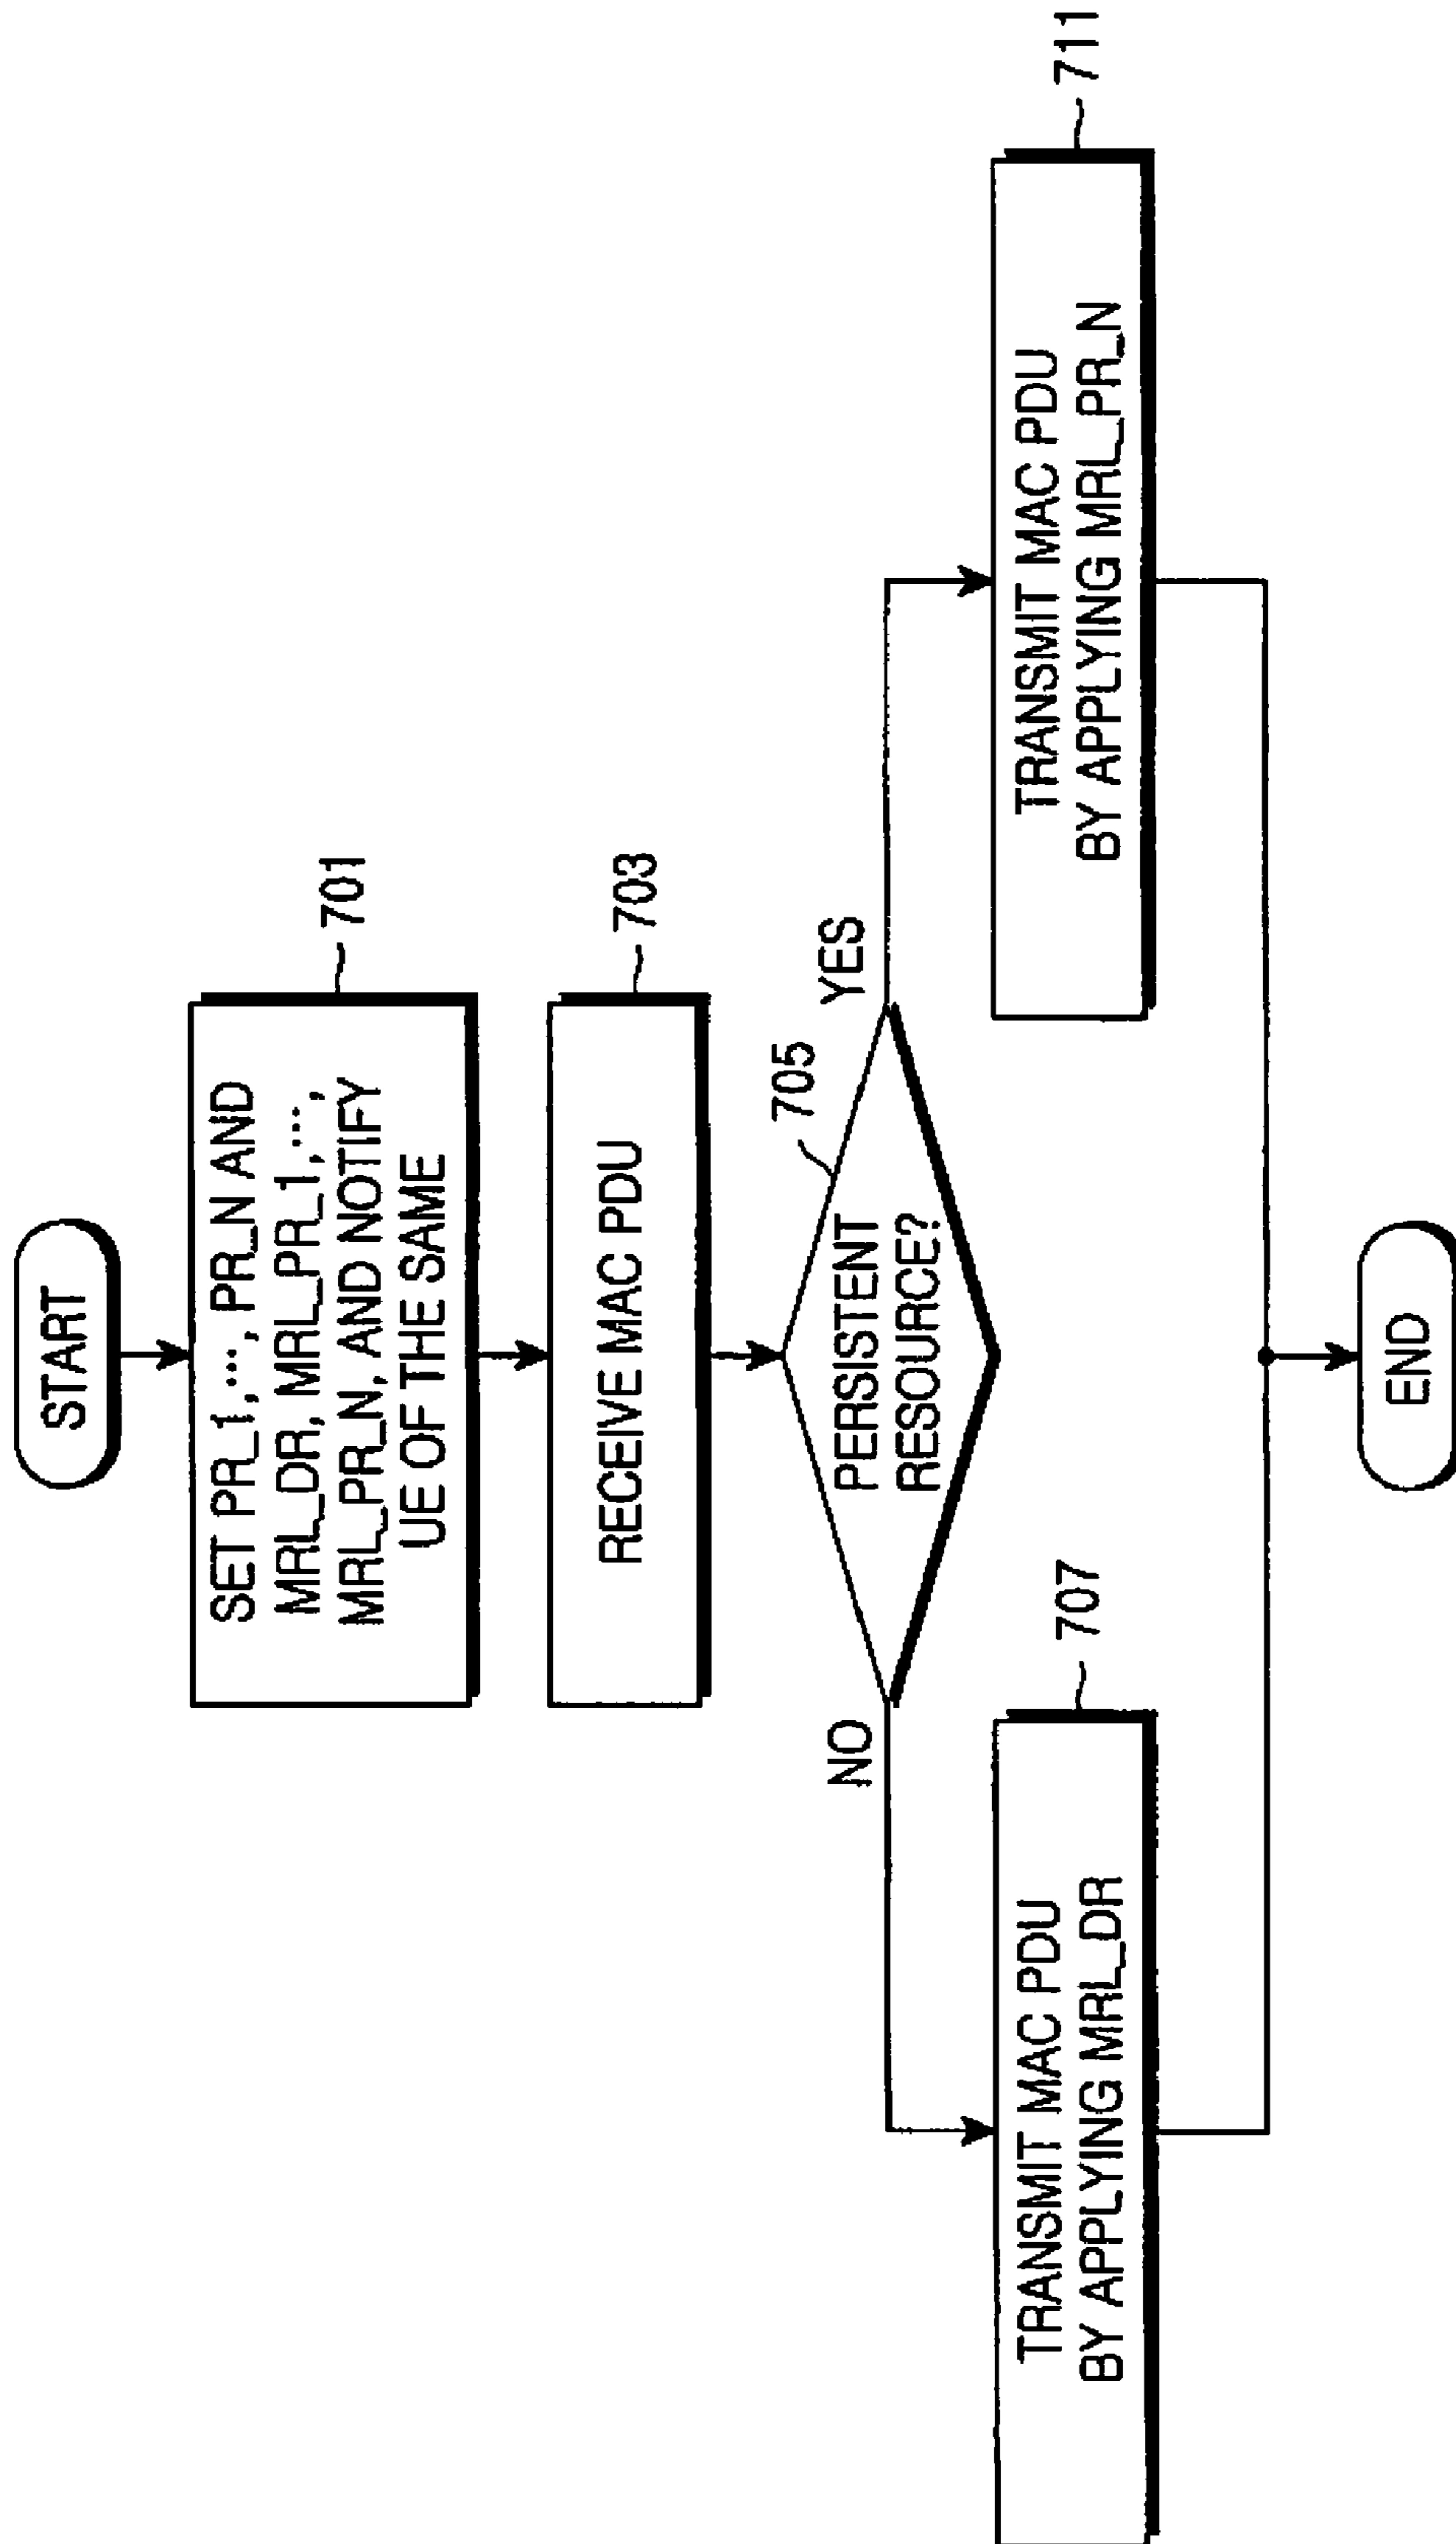 START
SET PR_1,···, PR_N AND
MRL_DR, MRL_PR_1,···,
MRL_PR_N, AND NOTIFY
UE OF THE SAME
701
RECEIVE MAC PDU
703
PERSISTENT
RESOURCE?
705
NO
YES
TRANSMIT MAC PDU
BY APPLYING MRL_DR
707
TRANSMIT MAC PDU
BY APPLYING MRL_PR_N
711
END